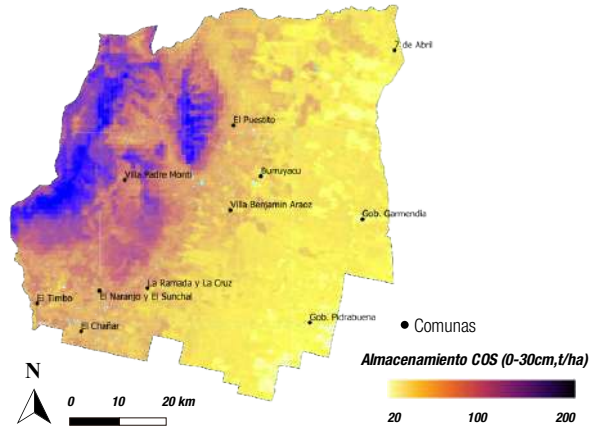 7 de Abril
El Puestito
Villa Padre Monti
Burruyacu
Villa Benjamin Araoz
Gob. Garmendia
La Ramada y La Cruz
El Timbo
El Naranjo y El Sunchal
El Chañar
Gob. Pidrabuena
Comunas
Almacenamiento COS (0-30cm,t/ha)
N
0 10 20 km
20 100 200